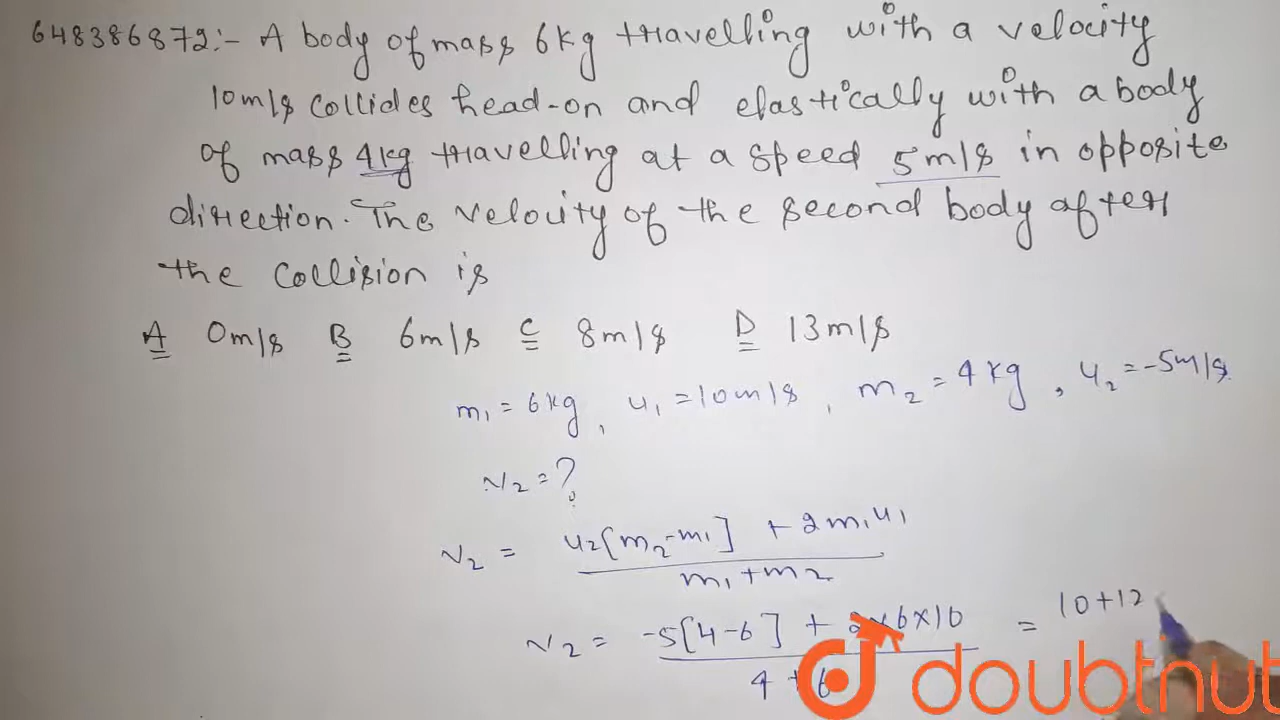 648386872:- A body of mass 6kg travelling with a velocity
10m/s collides head-on and elastically with a body
of mass 4kg travelling at a speed 5m/s in opposite
direction. The velocity of the second body after
the collision is
A 0m/s B 6m/s C 8m/s D 13m/s
m₁ = 6kg, u₁ = 10m/s, m₂ = 4kg, u₂ = -5m/s
v₂ = ?
v₂ = u₂[m₂-m₁] + 2m₁u₁
m₁+m₂
v₂ = -5[4-6] + 2×6×10 = 10+12
4+6
doubtnut